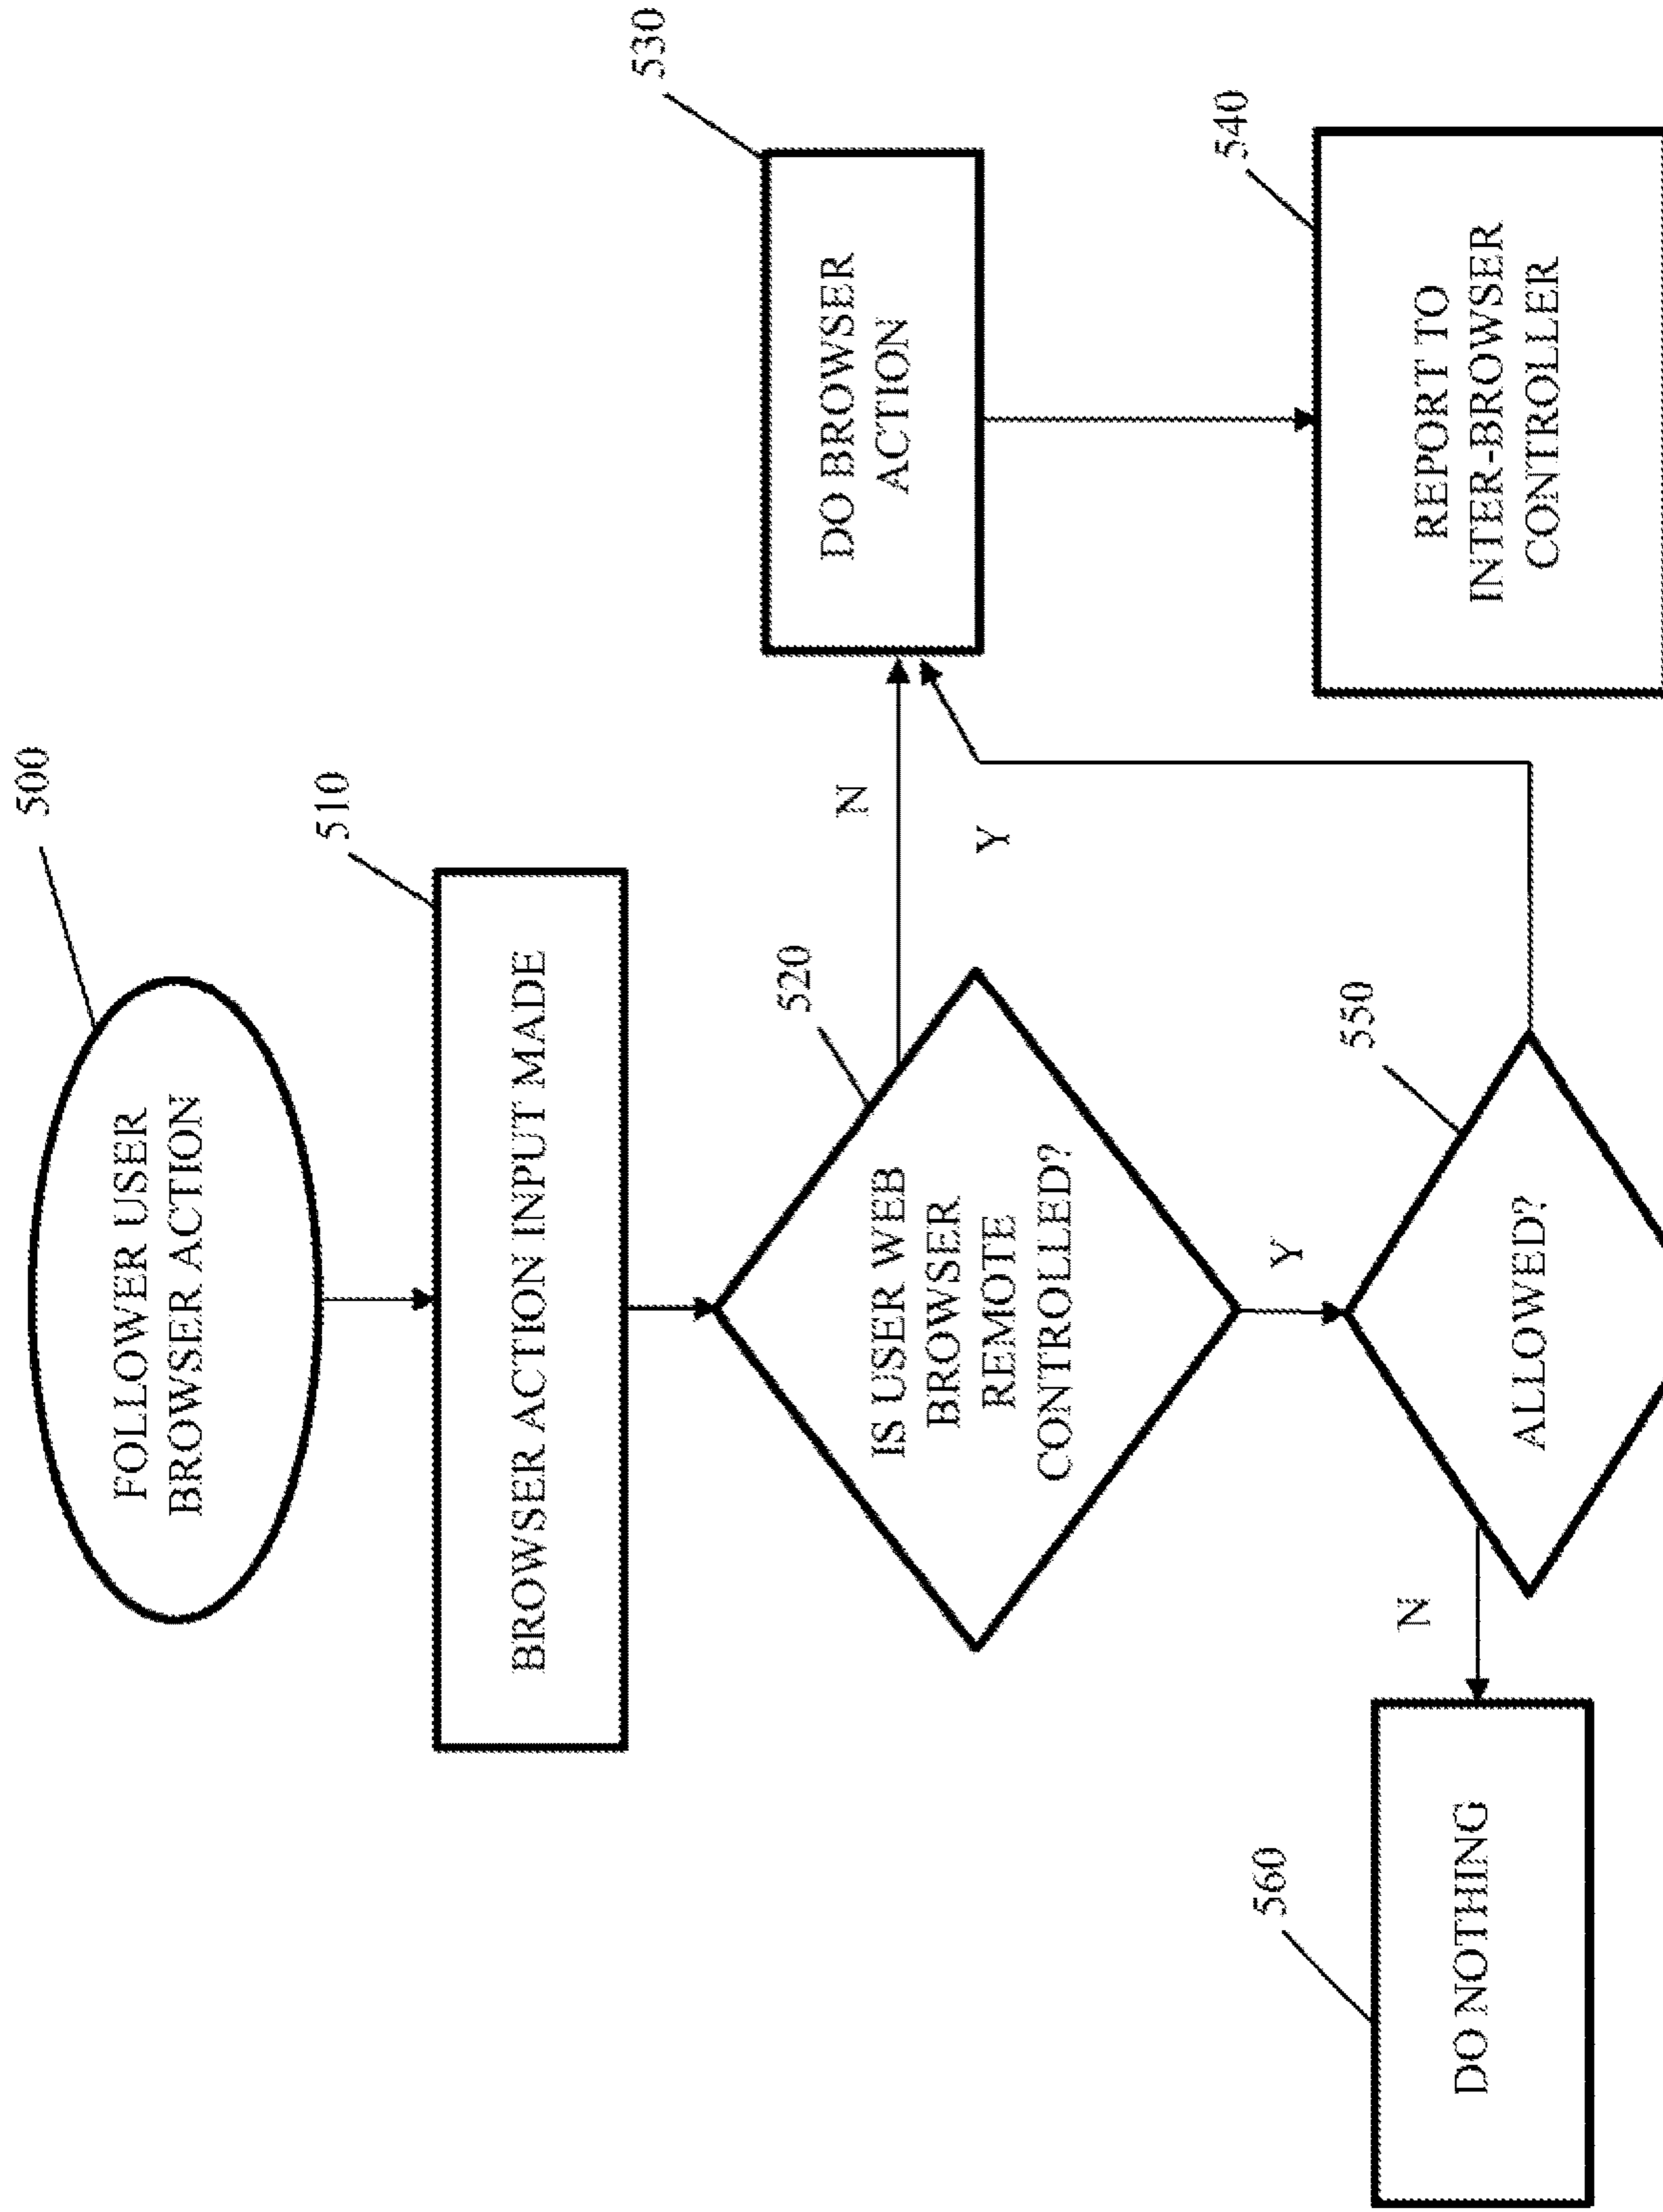 500
FOLLOWER USER
BROWSER ACTION
510
BROWSER ACTION INPUT MADE
520
IS USER WEB
BROWSER
REMOTE
CONTROLLED?
N
530
DO BROWSER
ACTION
Y
540
REPORT TO
INTER-BROWSER
CONTROLLER
Y
550
ALLOWED?
N
560
DO NOTHING